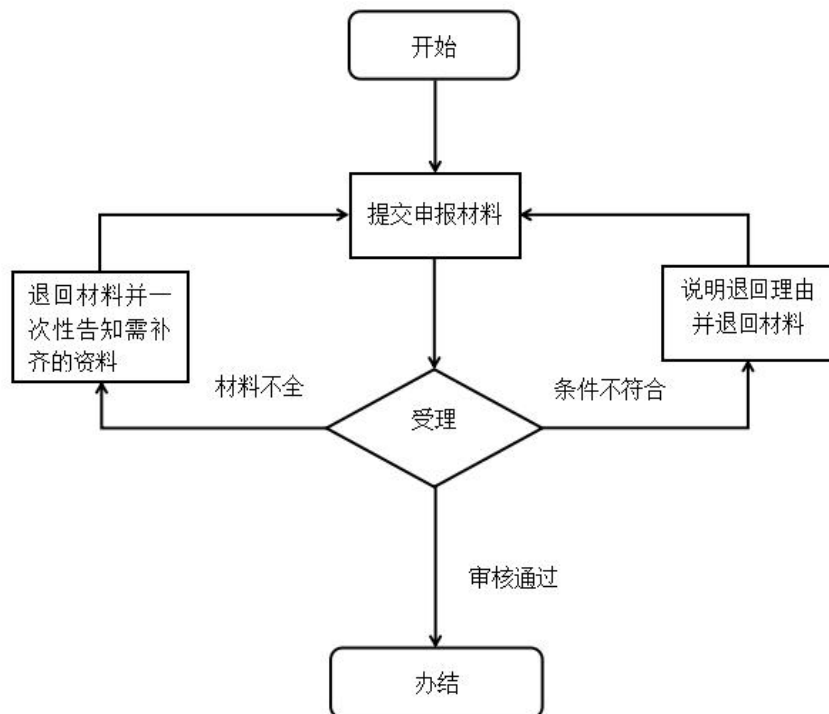 开始
提交申报材料
退回材料并一
次性告知需补
齐的资料
说明退回理由
并退回材料
材料不全
条件不符合
受理
审核通过
办结